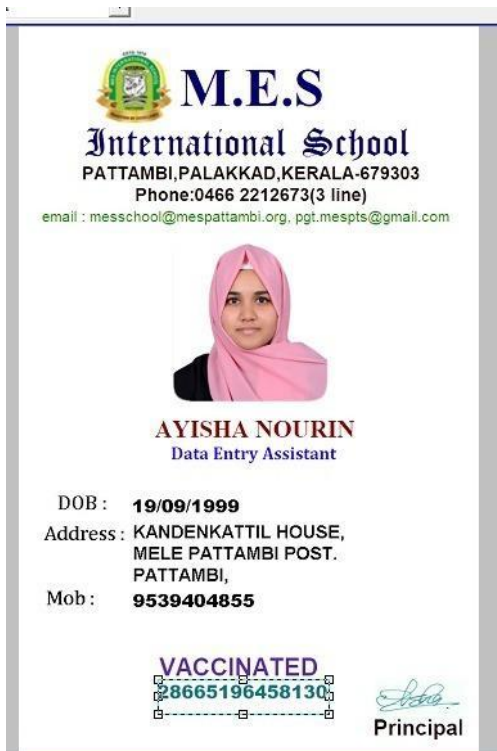 M.E.S
International School
PATTAMBI,PALAKKAD,KERALA-679303
Phone:0466 2212673(3 line)
email : messchool@mespattambi.org, pgt.mespts@gmail.com
AYISHA NOURIN
Data Entry Assistant
DOB : 19/09/1999
Address : KANDENKATTIL HOUSE,
MELE PATTAMBI POST.
PATTAMBI,
Mob : 9539404855
VACCINATED
28665196458130
Principal